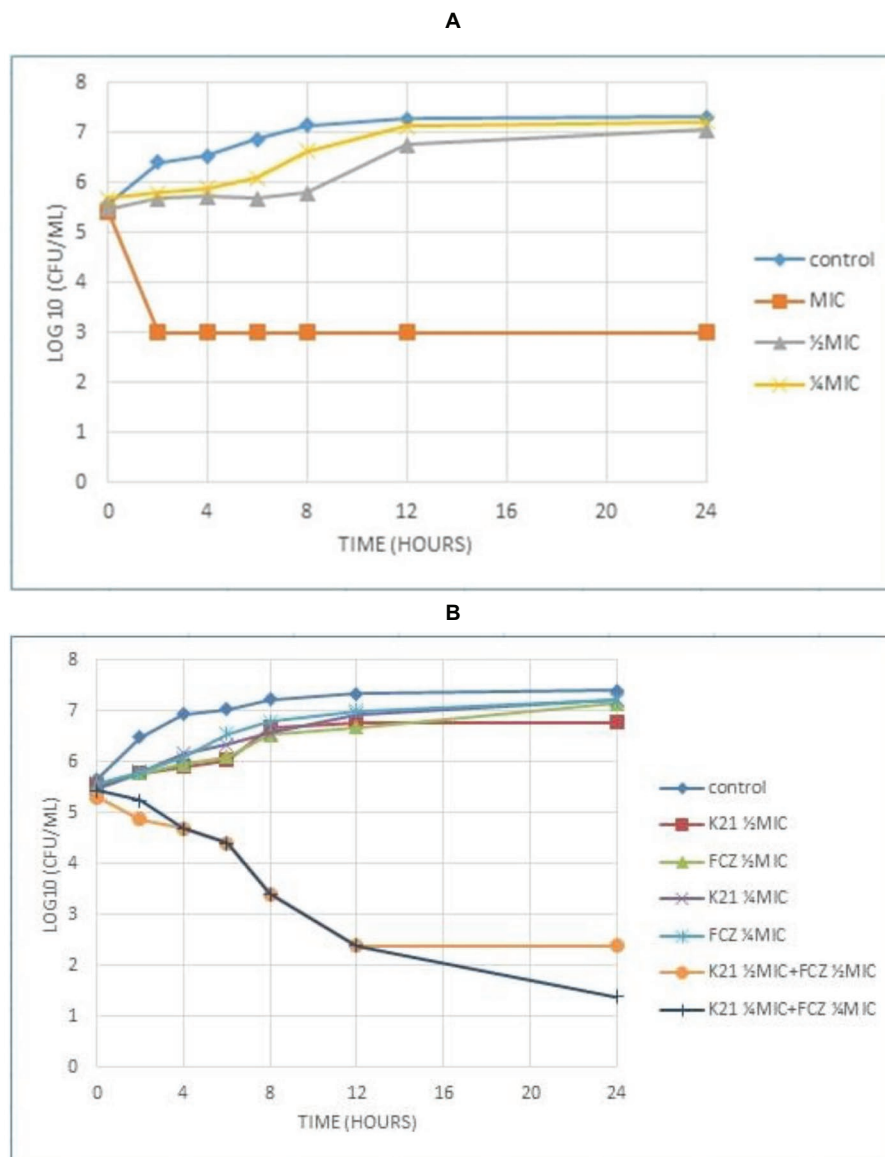 A
8
7
6
5
4
3
2
1
0
LOG 10 (CFU/ML)
0 4 8 12 16 20 24
TIME (HOURS)
control
MIC
½MIC
¼MIC
B
8
7
6
5
4
3
2
1
0
LOG10 (CFU/ML)
0 4 8 12 16 20 24
TIME (HOURS)
control
K21 ½MIC
FCZ ½MIC
K21 ¼MIC
FCZ ¼MIC
K21 ½MIC+FCZ ½MIC
K21 ¼MIC+FCZ ¼MIC